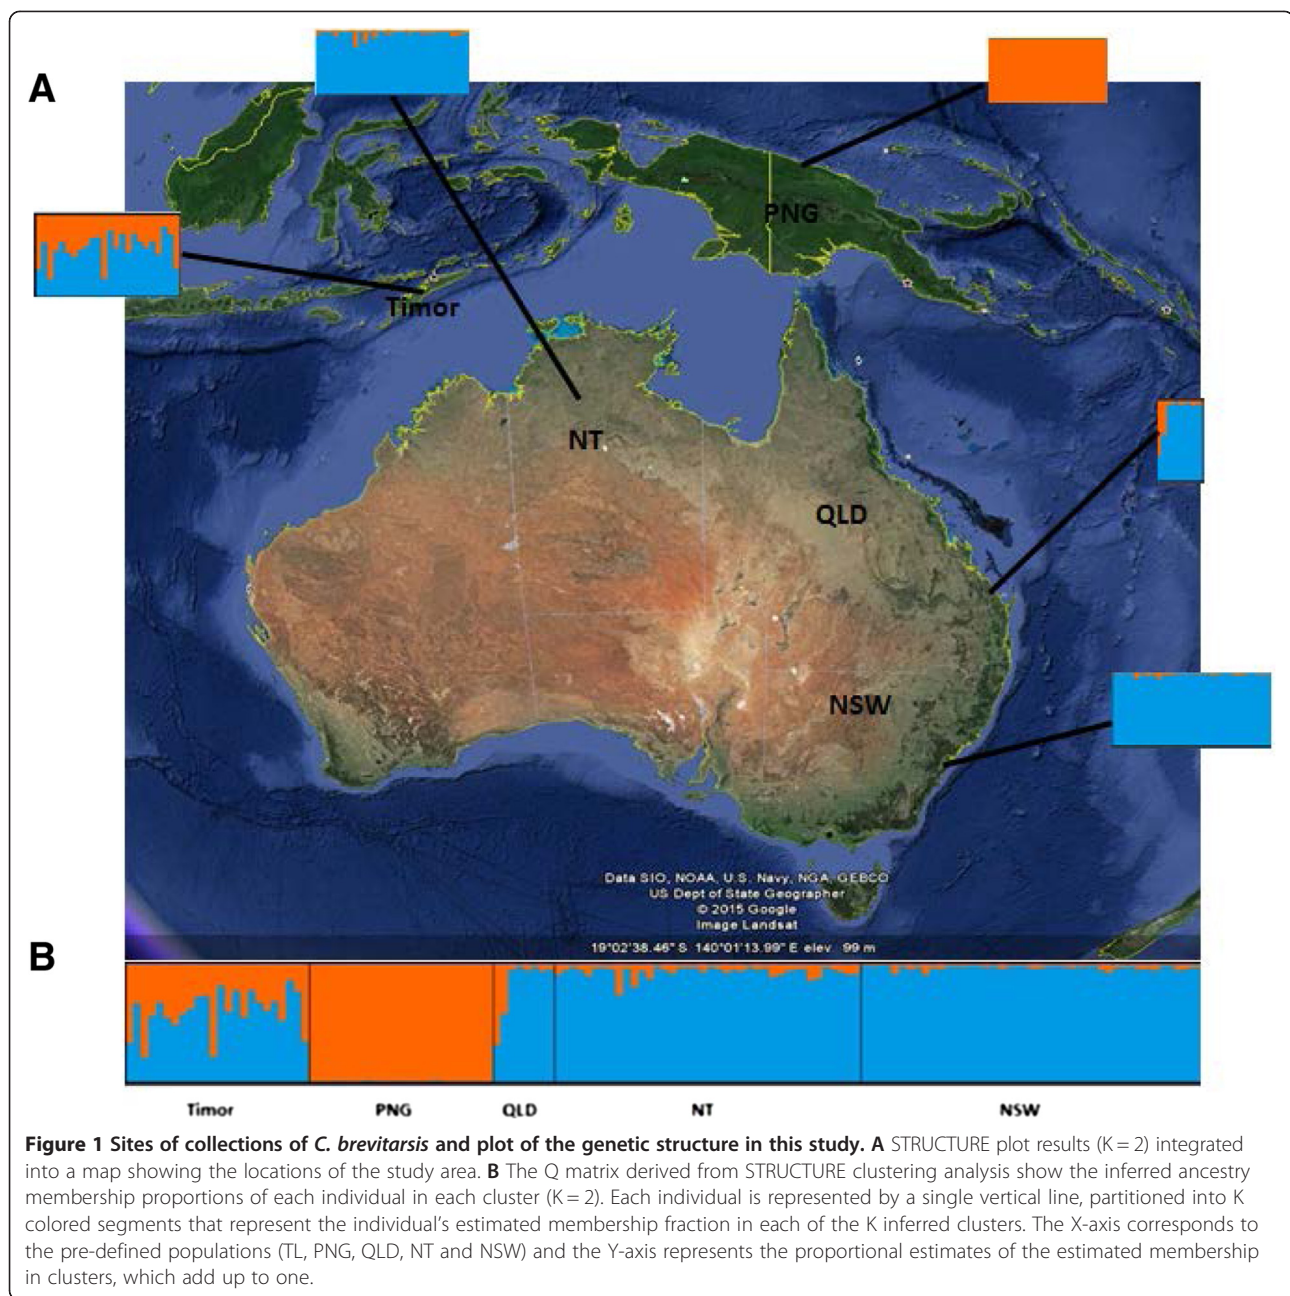 A
PNG
Timor
NT
QLD
NSW
Data SIO, NOAA, U.S. Navy, NGA, GEBCO
US Dept of State Geographer
© 2015 Google
Image Landsat
19°02'38.46" S 140°01'13.99" E elev 99 m
B
Timor PNG QLD NT NSW
Figure 1 Sites of collections of C. brevitarsis and plot of the genetic structure in this study. A STRUCTURE plot results (K = 2) integrated
into a map showing the locations of the study area. B The Q matrix derived from STRUCTURE clustering analysis show the inferred ancestry
membership proportions of each individual in each cluster (K = 2). Each individual is represented by a single vertical line, partitioned into K
colored segments that represent the individual's estimated membership fraction in each of the K inferred clusters. The X-axis corresponds to
the pre-defined populations (TL, PNG, QLD, NT and NSW) and the Y-axis represents the proportional estimates of the estimated membership
in clusters, which add up to one.